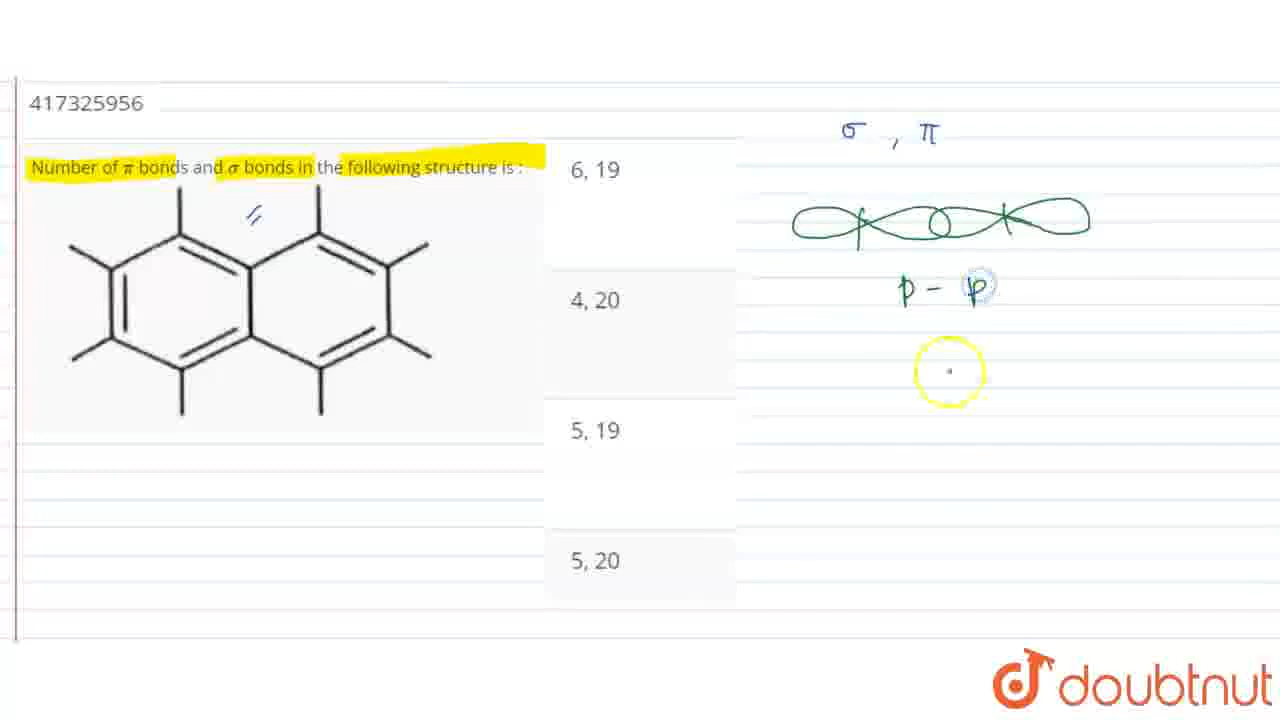 417325956
Number of π bonds and σ bonds in the following structure is :
6, 19
4, 20
5, 19
5, 20
σ , π
p - p
doubtnut